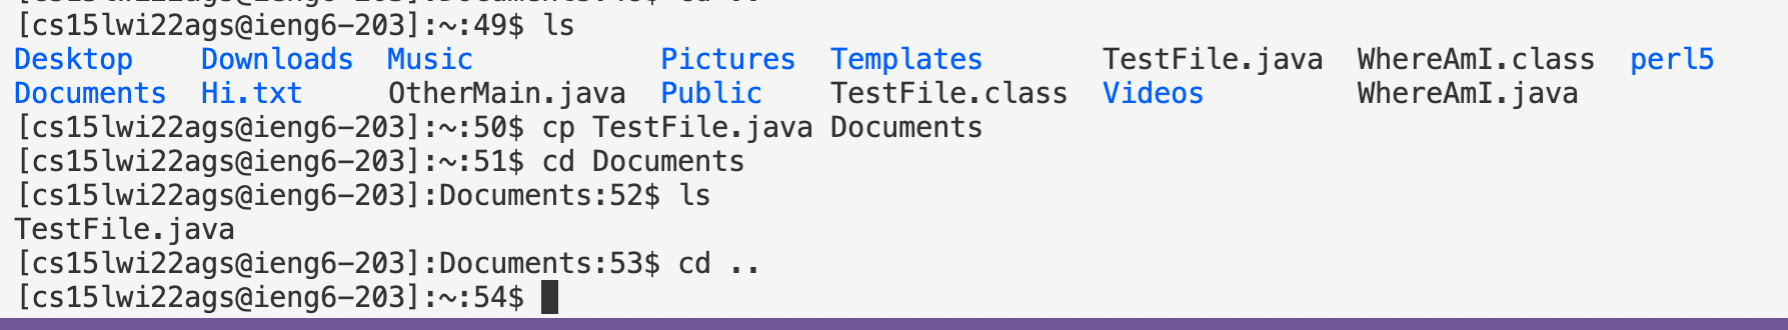 [cs15lwi22ags@ieng6-203]:~:49$ ls
Desktop Downloads Music Pictures Templates TestFile.java WhereAmI.class perl5
Documents Hi.txt OtherMain.java Public TestFile.class Videos WhereAmI.java
[cs15lwi22ags@ieng6-203]:~:50$ cp TestFile.java Documents
[cs15lwi22ags@ieng6-203]:~:51$ cd Documents
[cs15lwi22ags@ieng6-203]:Documents:52$ ls
TestFile.java
[cs15lwi22ags@ieng6-203]:Documents:53$ cd ..
[cs15lwi22ags@ieng6-203]:~:54$